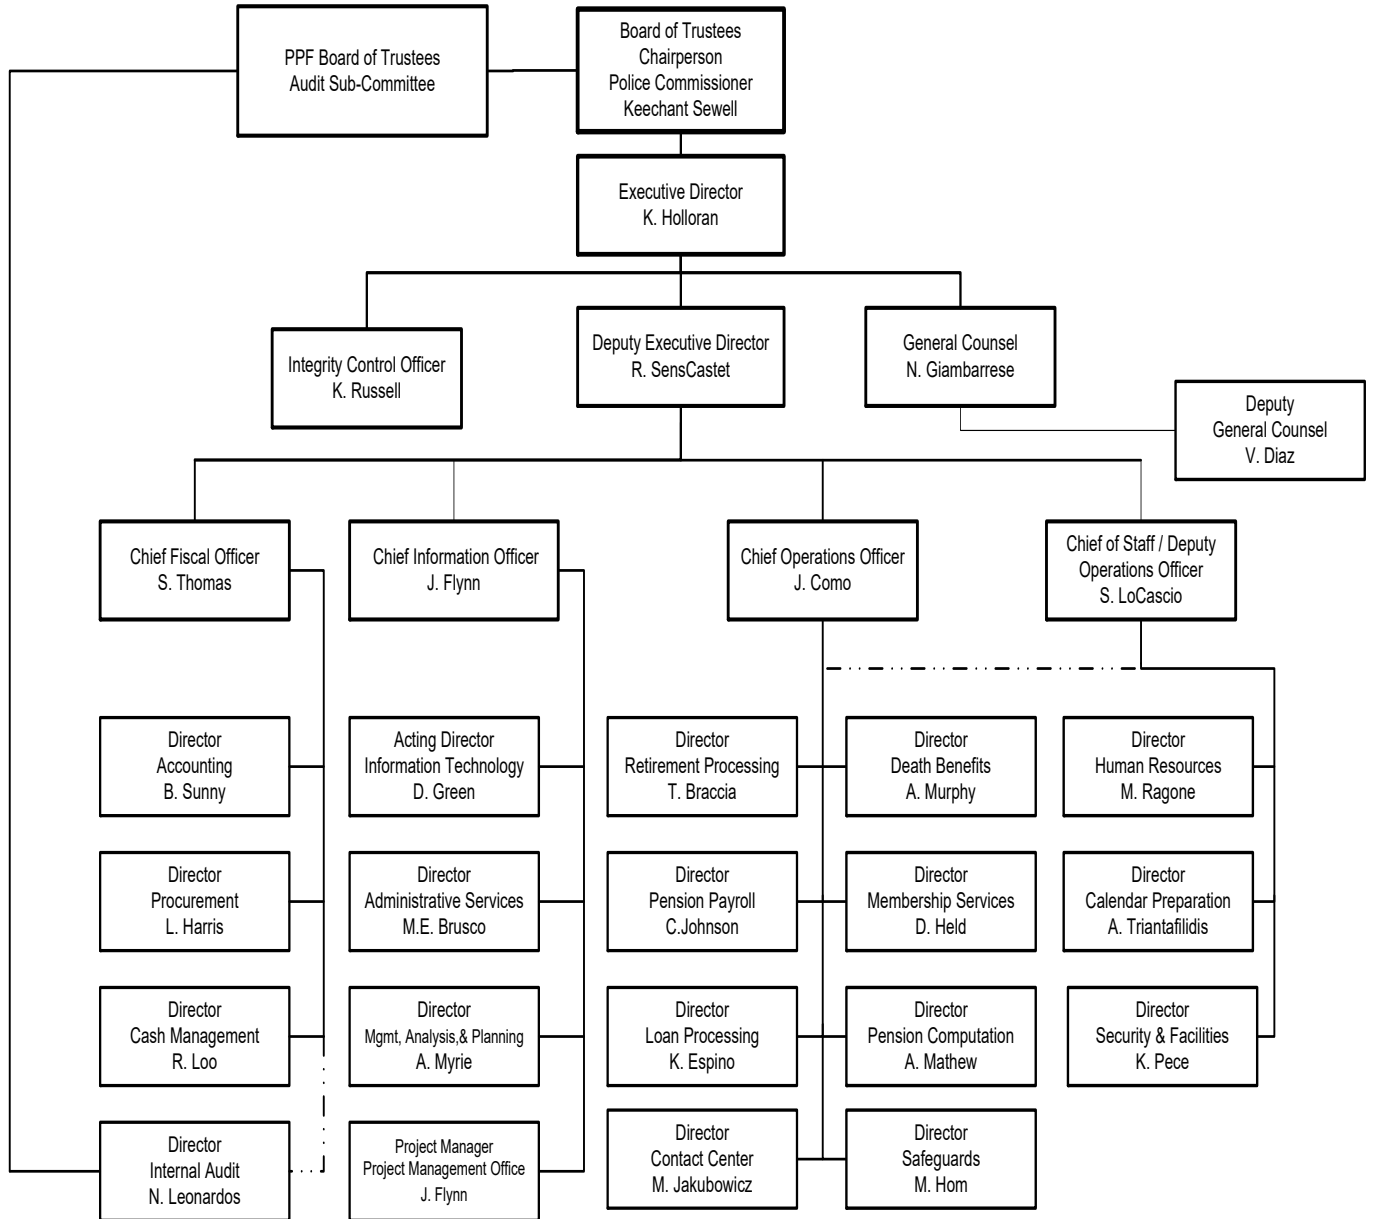 PPF Board of Trustees
Audit Sub-Committee
Board of Trustees
Chairperson
Police Commissioner
Keechant Sewell
Executive Director
K. Holloran
Integrity Control Officer
K. Russell
Deputy Executive Director
R. SensCastet
General Counsel
N. Giambarrese
Deputy
General Counsel
V. Diaz
Chief Fiscal Officer
S. Thomas
Chief Information Officer
J. Flynn
Chief Operations Officer
J. Como
Chief of Staff / Deputy
Operations Officer
S. LoCascio
Director
Accounting
B. Sunny
Acting Director
Information Technology
D. Green
Director
Retirement Processing
T. Braccia
Director
Death Benefits
A. Murphy
Director
Human Resources
M. Ragone
Director
Procurement
L. Harris
Director
Administrative Services
M.E. Brusco
Director
Pension Payroll
C.Johnson
Director
Membership Services
D. Held
Director
Calendar Preparation
A. Triantafilidis
Director
Cash Management
R. Loo
Director
Mgmt, Analysis,& Planning
A. Myrie
Director
Loan Processing
K. Espino
Director
Pension Computation
A. Mathew
Director
Security & Facilities
K. Pece
Director
Internal Audit
N. Leonardos
Project Manager
Project Management Office
J. Flynn
Director
Contact Center
M. Jakubowicz
Director
Safeguards
M. Hom